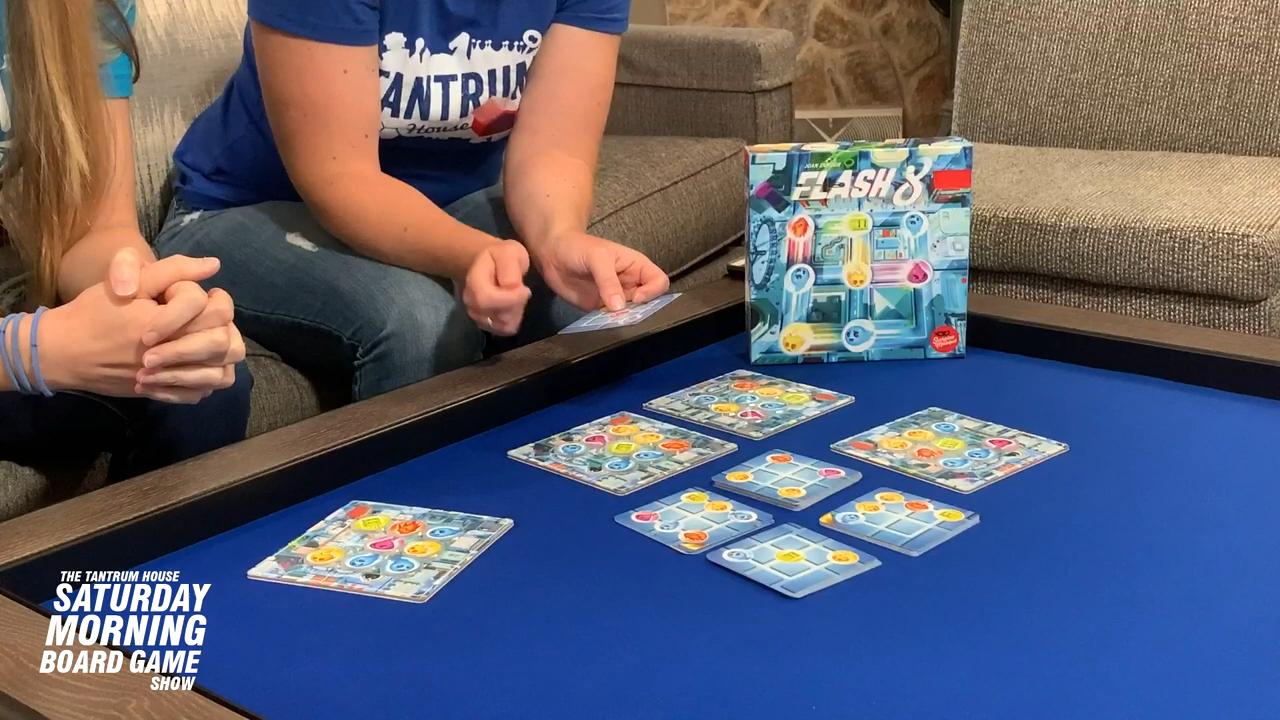 TANTRUM
House
FLASH 8
THE TANTRUM HOUSE
SATURDAY
MORNING
BOARD GAME
SHOW